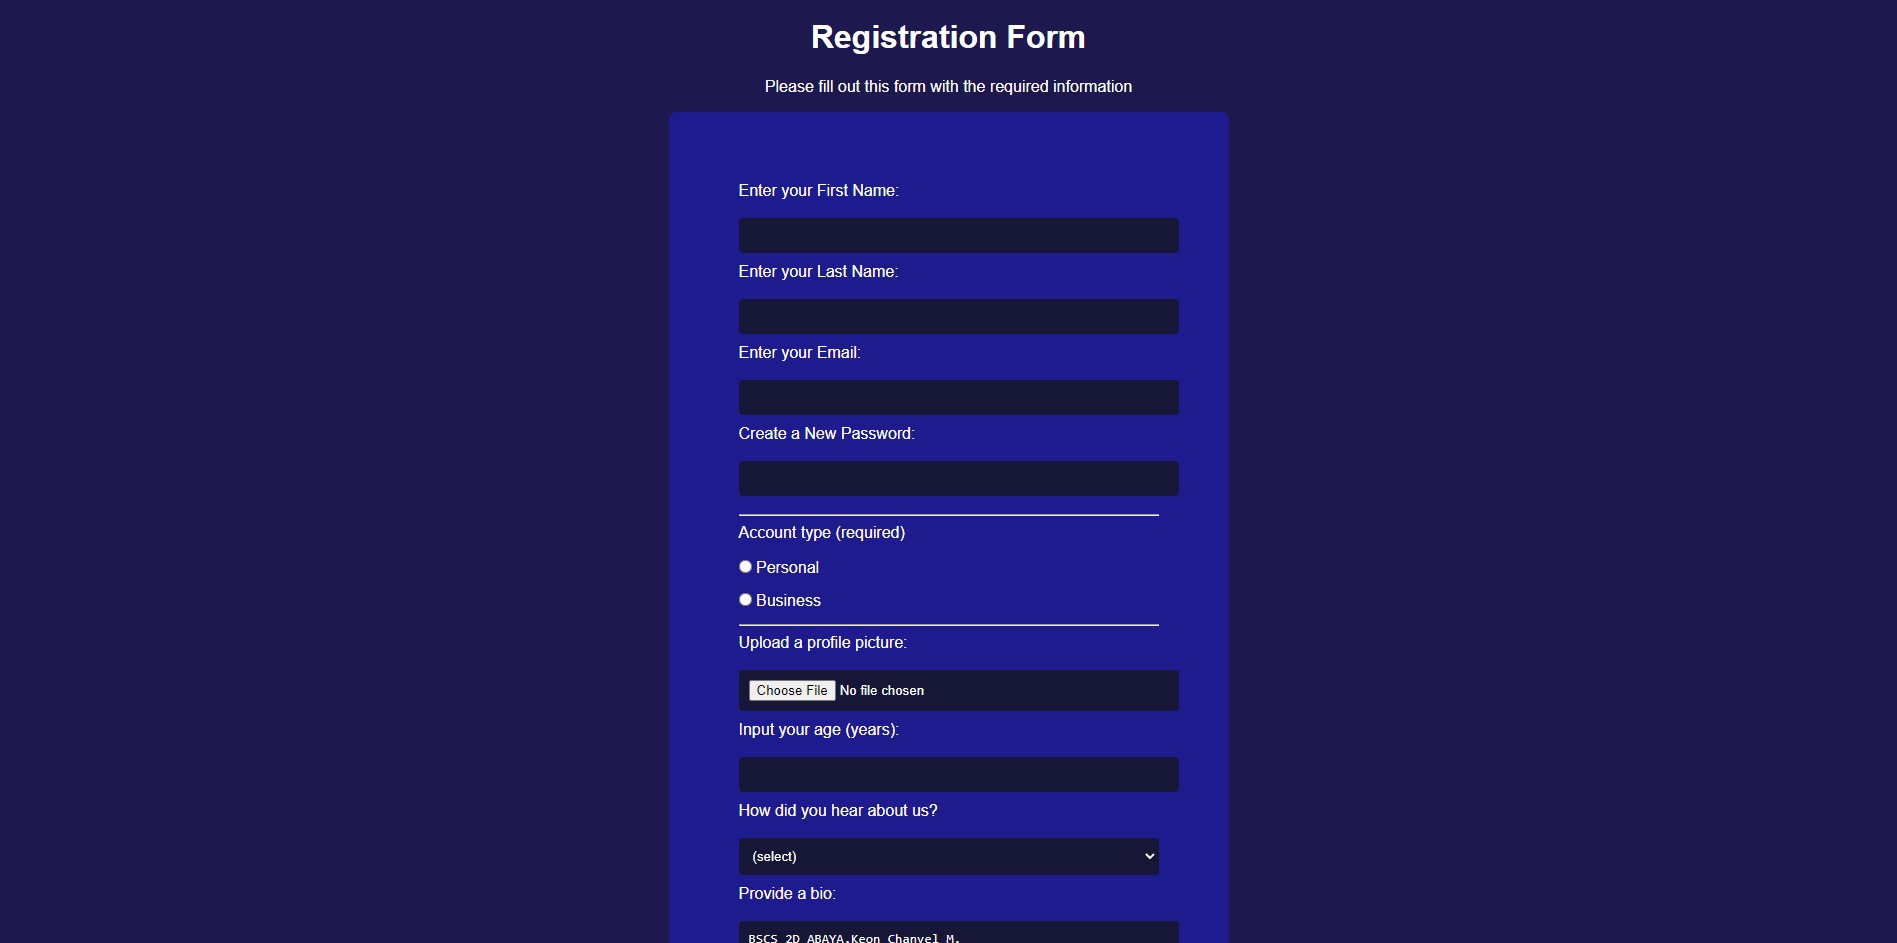 Registration Form
Please fill out this form with the required information
Enter your First Name:
Enter your Last Name:
Enter your Email:
Create a New Password:
Account type (required)
Personal
Business
Upload a profile picture:
Choose File No file chosen
Input your age (years):
How did you hear about us?
(select)
Provide a bio:
BSCS 2D ABAYA,Keon Chanyel M.